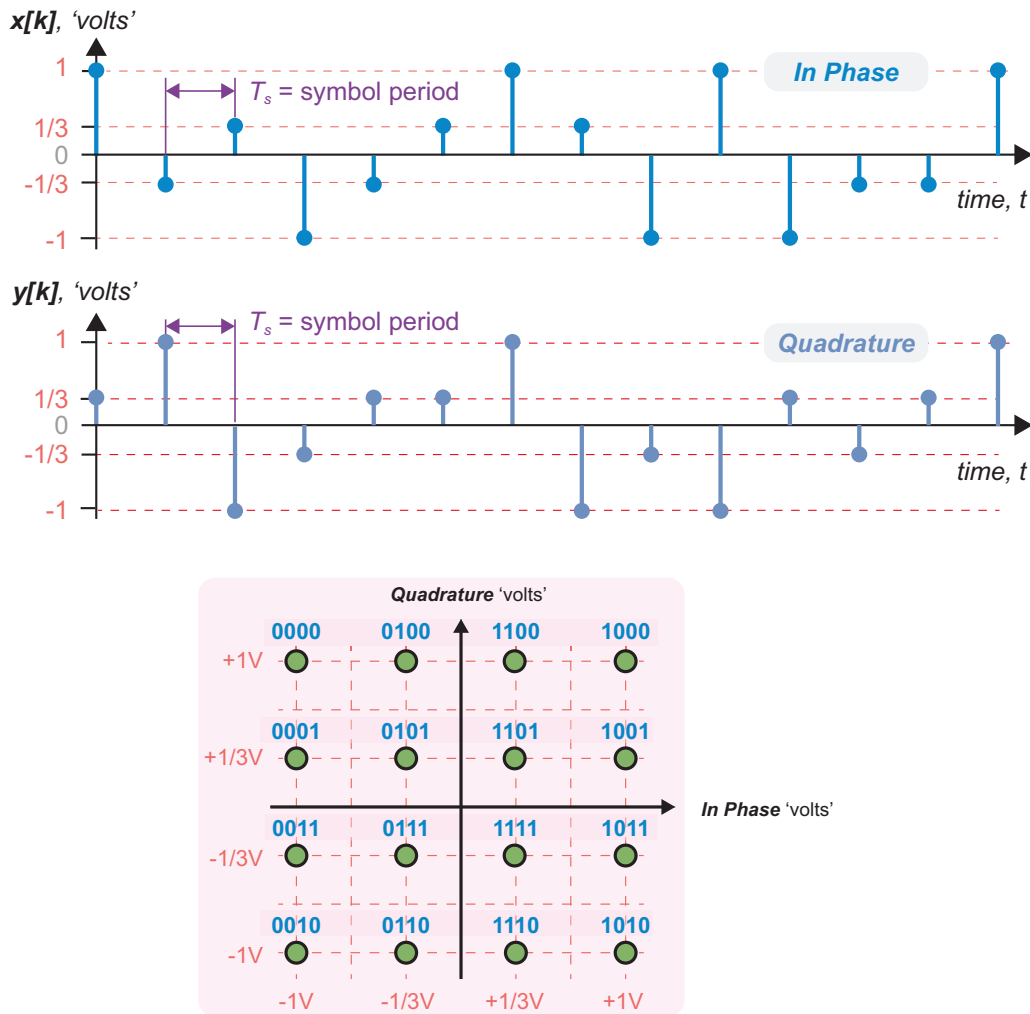 x[k], ‘volts’
1
In Phase
Ts = symbol period
1/3
0
-1/3
time, t
-1
y[k], ‘volts’
Ts = symbol period
1
Quadrature
1/3
0
-1/3
time, t
-1
Quadrature ‘volts’
0000 0100 1100 1000
+1V
0001 0101 1101 1001
+1/3V
In Phase ‘volts’
0011 0111 1111 1011
-1/3V
0010 0110 1110 1010
-1V
-1V -1/3V +1/3V +1V